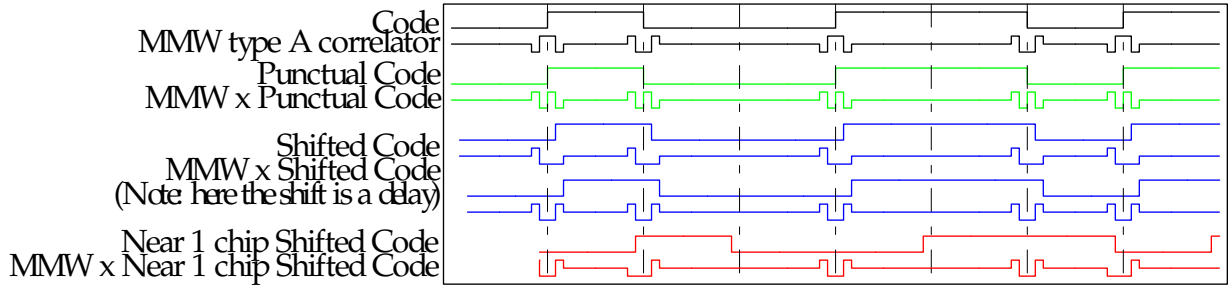 Code
MMW type A correlator
Punctual Code
MMW x Punctual Code
Shifted Code
MMW x Shifted Code
(Note: here the shift is a delay)
Near 1 chip Shifted Code
MMW x Near 1 chip Shifted Code